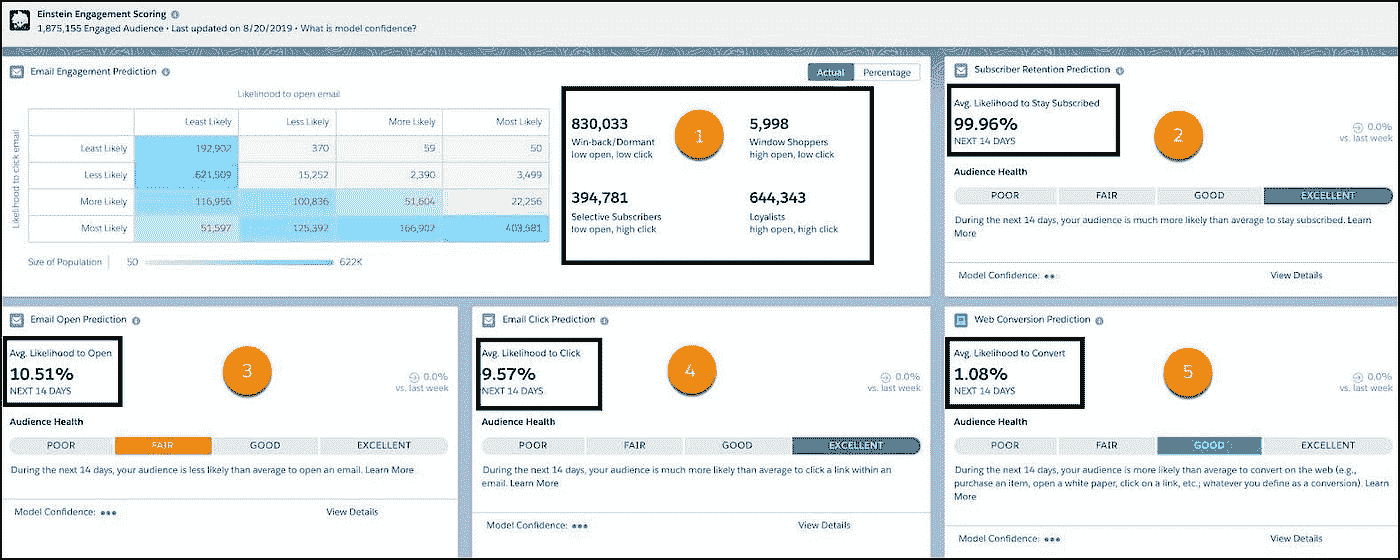 Einstein Engagement Scoring
1,875,155 Engaged Audience • Last updated on 8/20/2019 • What is model confidence?
Email Engagement Prediction
Actual Percentage
Likelihood to open email
Likelihood to click email
Least Likely Less Likely More Likely Most Likely
Least Likely 192,902 370 59 50
Less Likely 621,509 15,252 2,390 3,499
More Likely 116,956 100,836 51,604 22,256
Most Likely 51,597 125,392 166,902 403,581
Size of Population 50 622K
830,033
Win-back/Dormant
low open, low click
1
5,998
Window Shoppers
high open, low click
394,781
Selective Subscribers
low open, high click
644,343
Loyalists
high open, high click
Subscriber Retention Prediction
Avg. Likelihood to Stay Subscribed
99.96%
NEXT 14 DAYS
2
0.0%
vs. last week
Audience Health
POOR FAIR GOOD EXCELLENT
During the next 14 days, your audience is much more likely than average to stay subscribed. Learn
More
Model Confidence: View Details
Email Open Prediction
Avg. Likelihood to Open
10.51%
NEXT 14 DAYS
3
0.0%
vs. last week
Audience Health
POOR FAIR GOOD EXCELLENT
During the next 14 days, your audience is less likely than average to open an email. Learn More
Model Confidence: View Details
Email Click Prediction
Avg. Likelihood to Click
9.57%
NEXT 14 DAYS
4
0.0%
vs. last week
Audience Health
POOR FAIR GOOD EXCELLENT
During the next 14 days, your audience is much more likely than average to click a link within an
email. Learn More
Model Confidence: View Details
Web Conversion Prediction
Avg. Likelihood to Convert
1.08%
NEXT 14 DAYS
5
0.0%
vs. last week
Audience Health
POOR FAIR GOOD EXCELLENT
During the next 14 days, your audience is more likely than average to convert on the web (e.g.,
purchase an item, open a white paper, click on a link, etc.; whatever you define as a conversion). Learn
More
Model Confidence: View Details